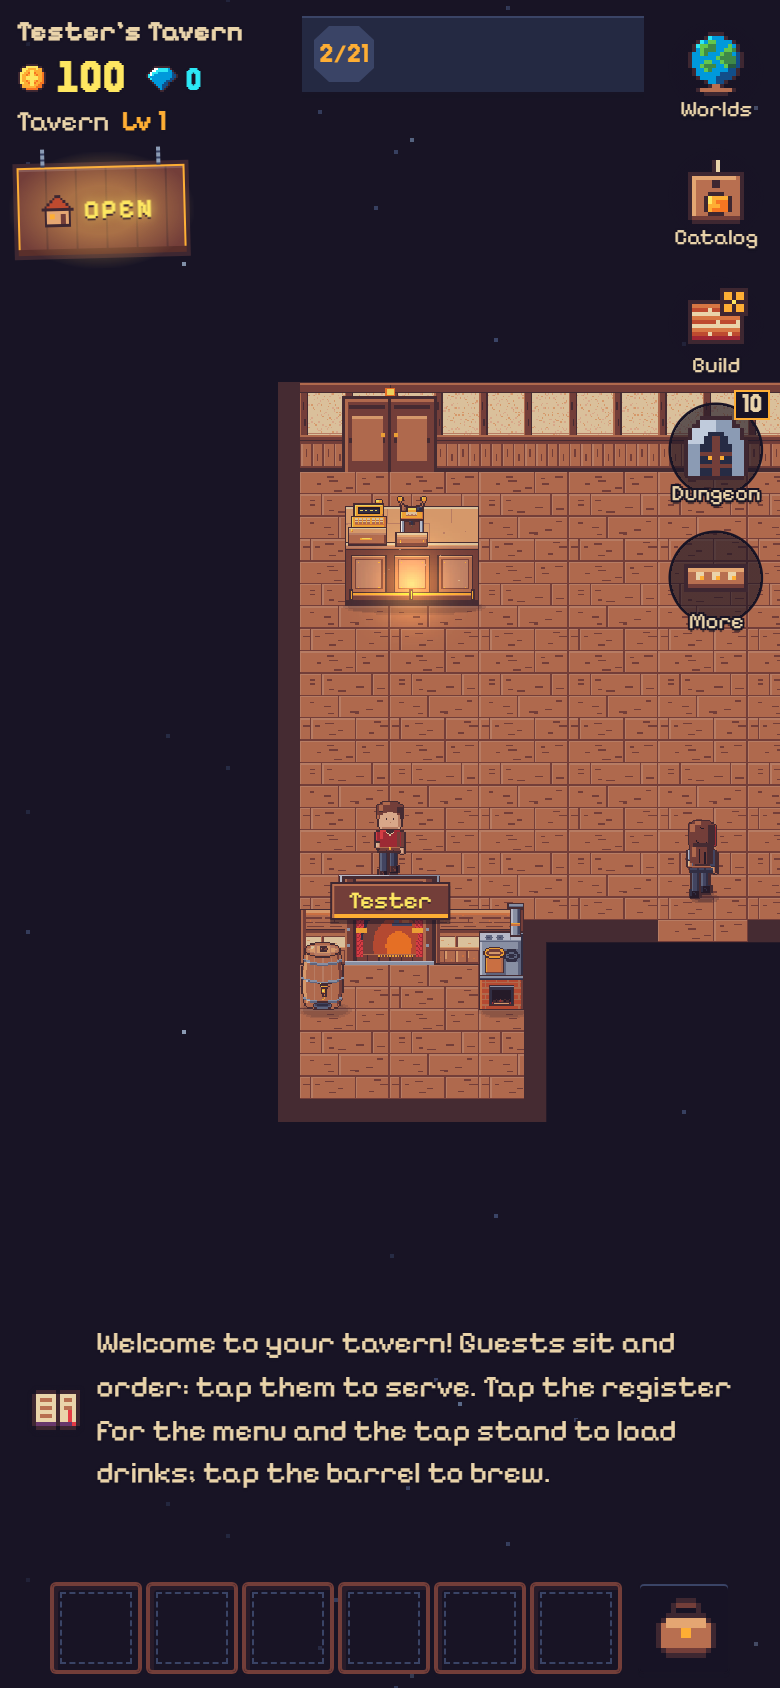 Tester's Tavern
100 0
Tavern Lv 1
OPEN
2/21
Worlds
Catalog
Build
10
Dungeon
More
Tester
Welcome to your tavern! Guests sit and
order: tap them to serve. Tap the register
for the menu and the tap stand to load
drinks; tap the barrel to brew.